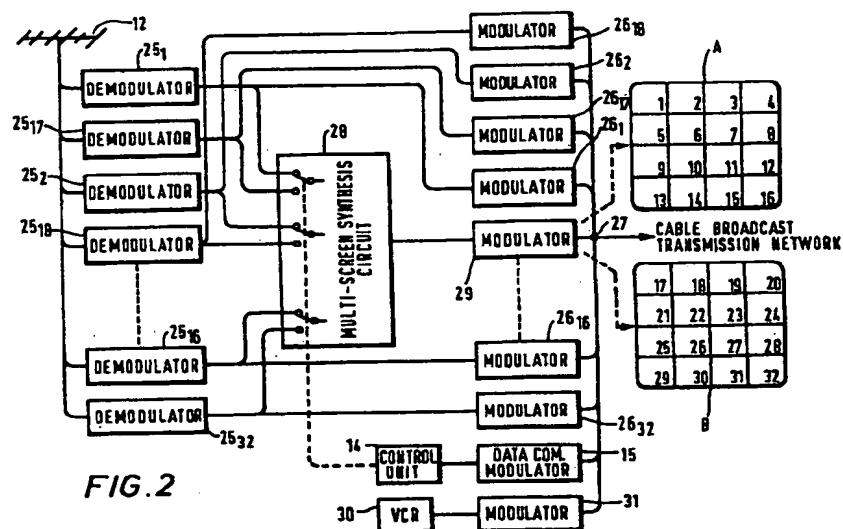 12
25₁
DEMODULATOR
25₁₇
DEMODULATOR
25₂
DEMODULATOR
25₁₈
DEMODULATOR
25₁₆
DEMODULATOR
DEMODULATOR
25₃₂
28
MULTI-SCREEN SYNTHESIS
CIRCUIT
MODULATOR
26₁₈
MODULATOR
26₂
MODULATOR
26₁₇
MODULATOR
26₁
MODULATOR
29
MODULATOR
26₁₆
MODULATOR
26₃₂
14
CONTROL
UNIT
DATA COM.
MODULATOR
15
30
VCR
MODULATOR
31
A
1 2 3 4
5 6 7 8
9 10 11 12
13 14 15 16
27
CABLE BROADCAST
TRANSMISSION NETWORK
17 18 19 20
21 22 23 24
25 26 27 28
29 30 31 32
B
FIG.2